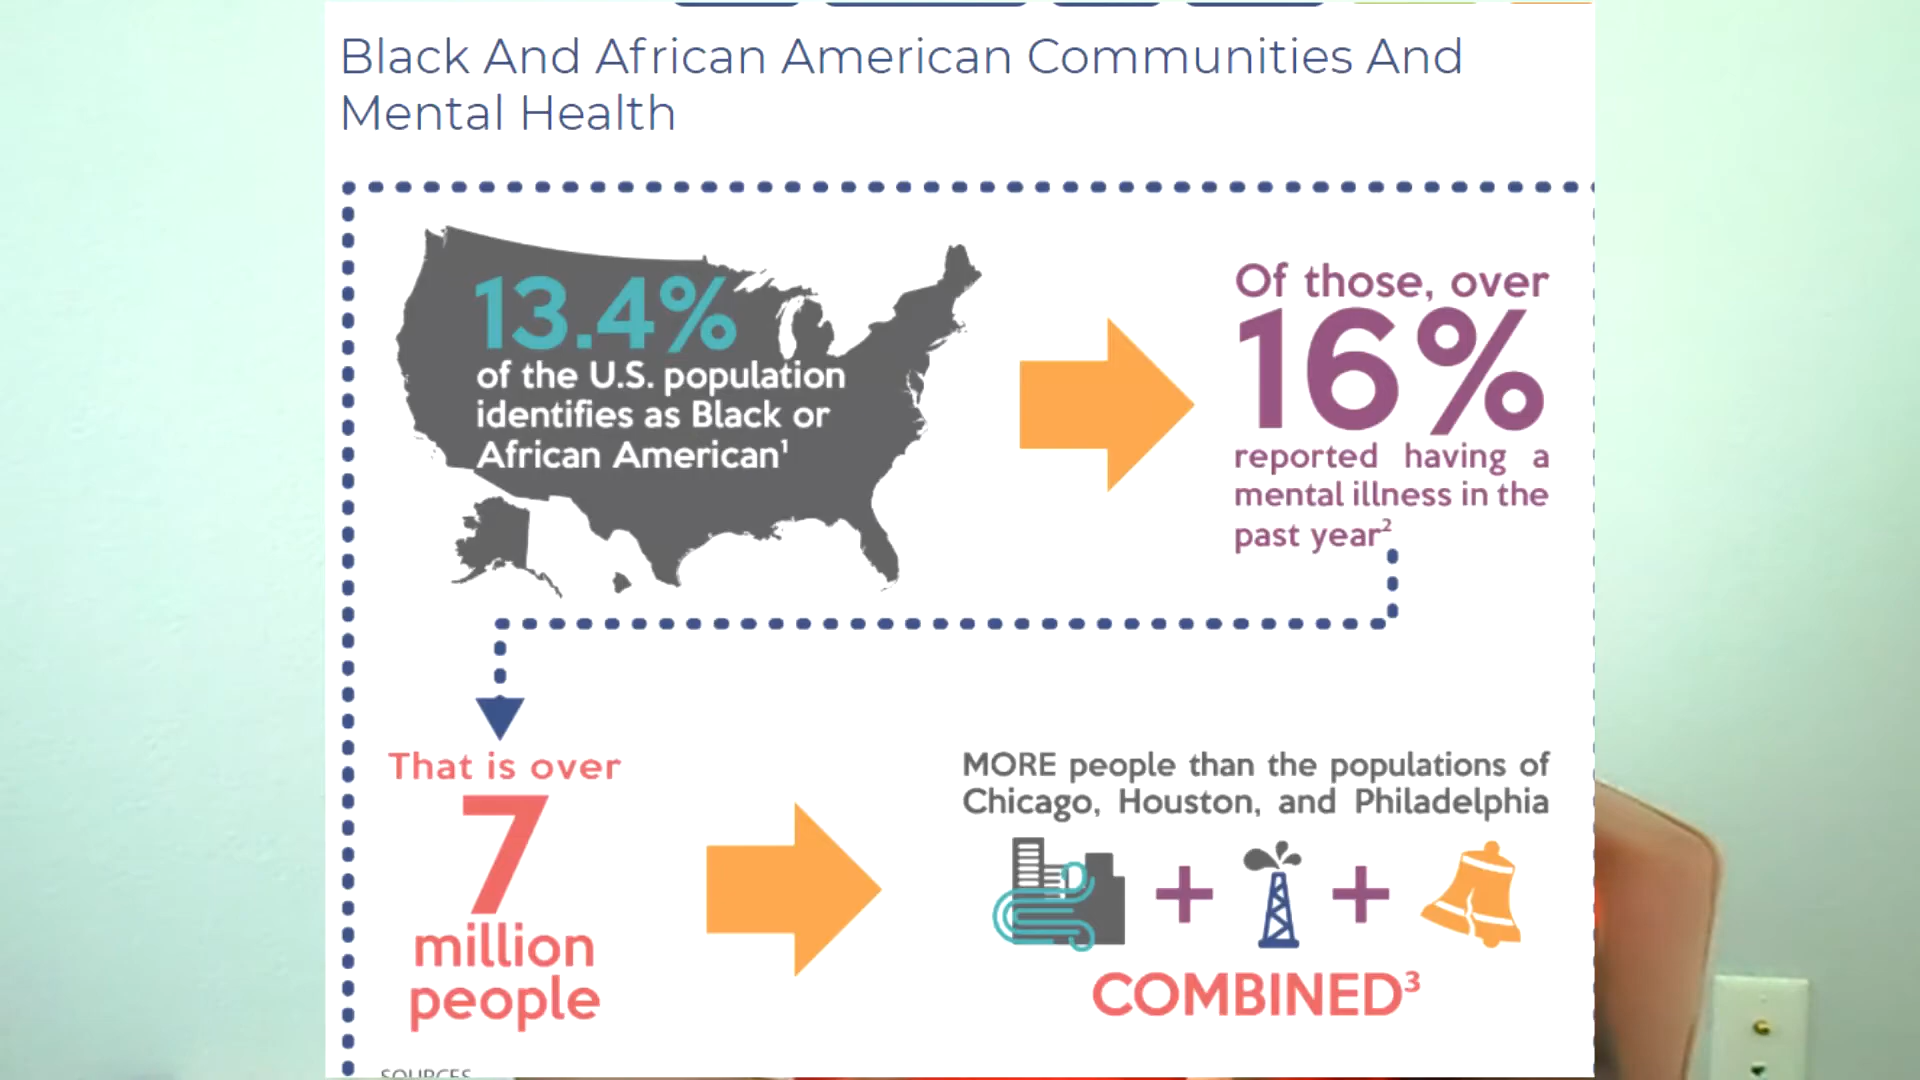 Black And African American Communities And
Mental Health
13.4%
of the U.S. population
identifies as Black or
African American¹
Of those, over
16%
reported having a
mental illness in the
past year²
That is over
7
million
people
MORE people than the populations of
Chicago, Houston, and Philadelphia
COMBINED³
SOURCES